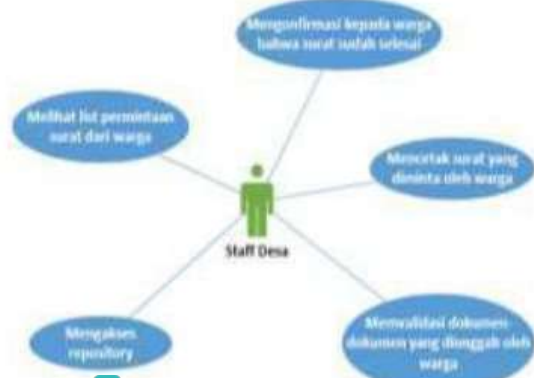 Mengonfirmasi kepada warga
bahwa surat sudah selesai
Melihat list permintaan
surat dari warga
Mencetak surat yang
diminta oleh warga
Staff Desa
Mengakses
repository
Memvalidasi dokumen-
dokumen yang diunggah oleh
warga